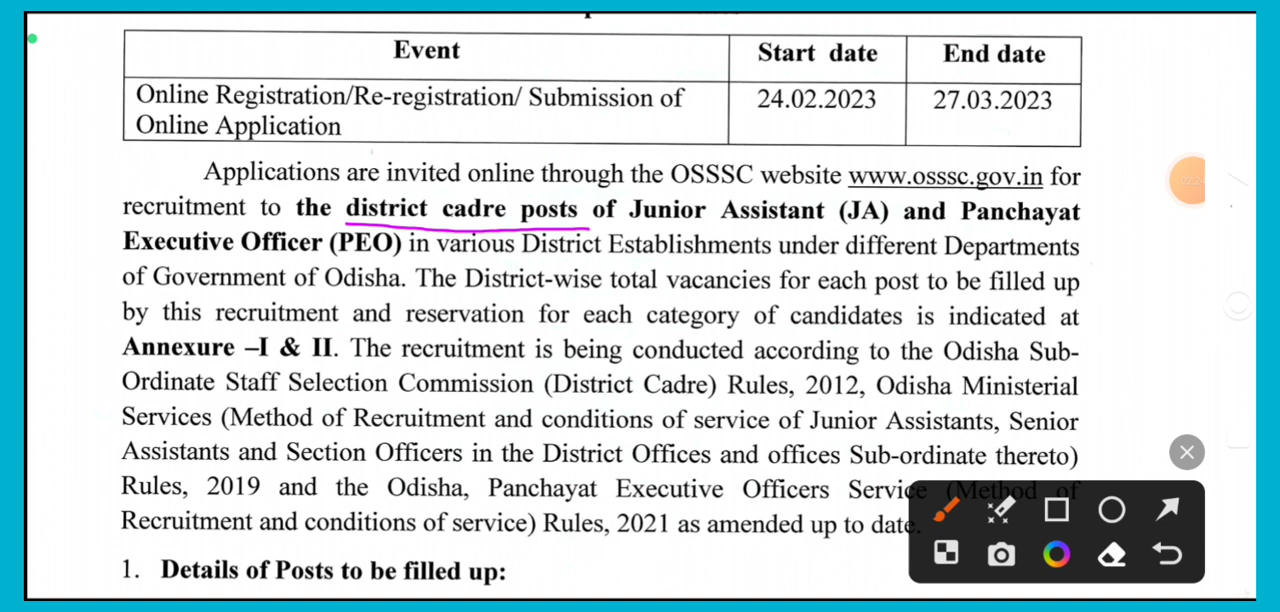 Event Start date End date
Online Registration/Re-registration/ Submission of 24.02.2023 27.03.2023
Online Application
Applications are invited online through the OSSSC website www.osssc.gov.in for
recruitment to the district cadre posts of Junior Assistant (JA) and Panchayat
Executive Officer (PEO) in various District Establishments under different Departments
of Government of Odisha. The District-wise total vacancies for each post to be filled up
by this recruitment and reservation for each category of candidates is indicated at
Annexure –I & II. The recruitment is being conducted according to the Odisha Sub-
Ordinate Staff Selection Commission (District Cadre) Rules, 2012, Odisha Ministerial
Services (Method of Recruitment and conditions of service of Junior Assistants, Senior
Assistants and Section Officers in the District Offices and offices Sub-ordinate thereto)
Rules, 2019 and the Odisha, Panchayat Executive Officers Service (Method of
Recruitment and conditions of service) Rules, 2021 as amended up to date.
1. Details of Posts to be filled up: